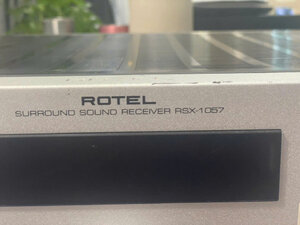 ROTEL
SURROUND SOUND RECEIVER RSX-1057